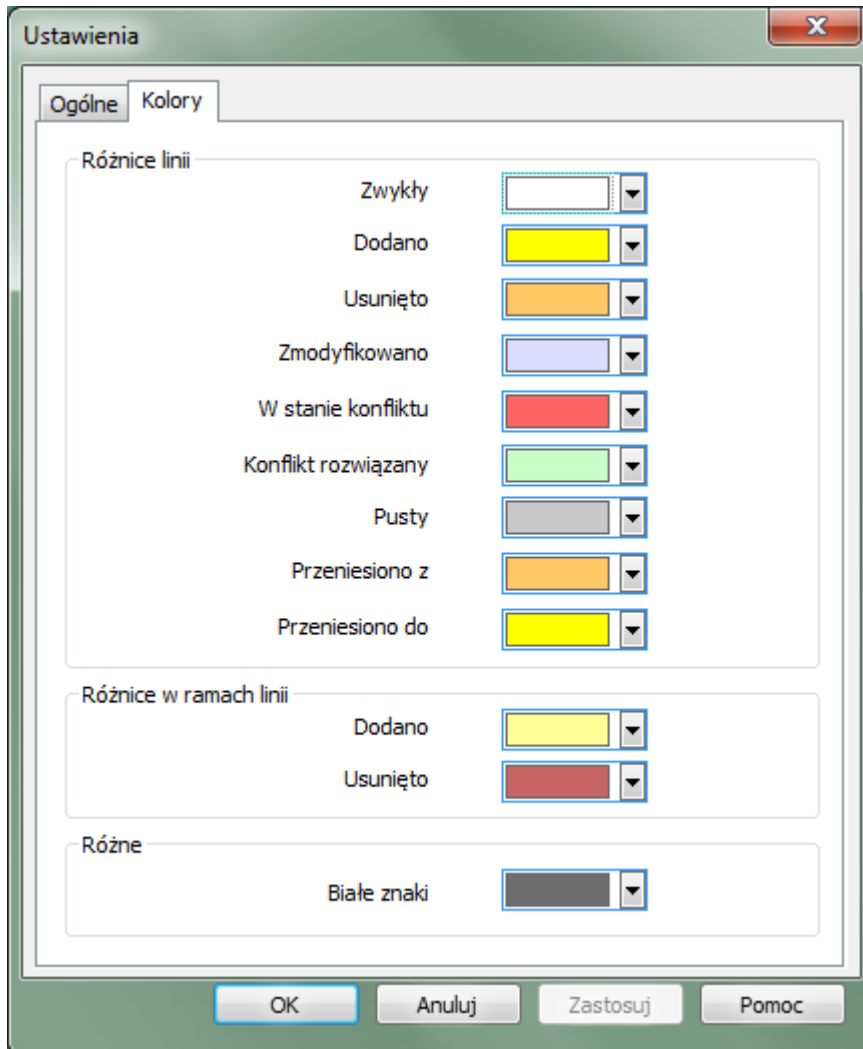 Ustawienia
Ogólne
Kolory
Różnice linii
Zwykły
Dodano
Usunięto
Zmodyfikowano
W stanie konfliktu
Konflikt rozwiązany
Pusty
Przeniesiono z
Przeniesiono do
Różnice w ramach linii
Dodano
Usunięto
Różne
Białe znaki
OK
Anuluj
Zastosuj
Pomoc